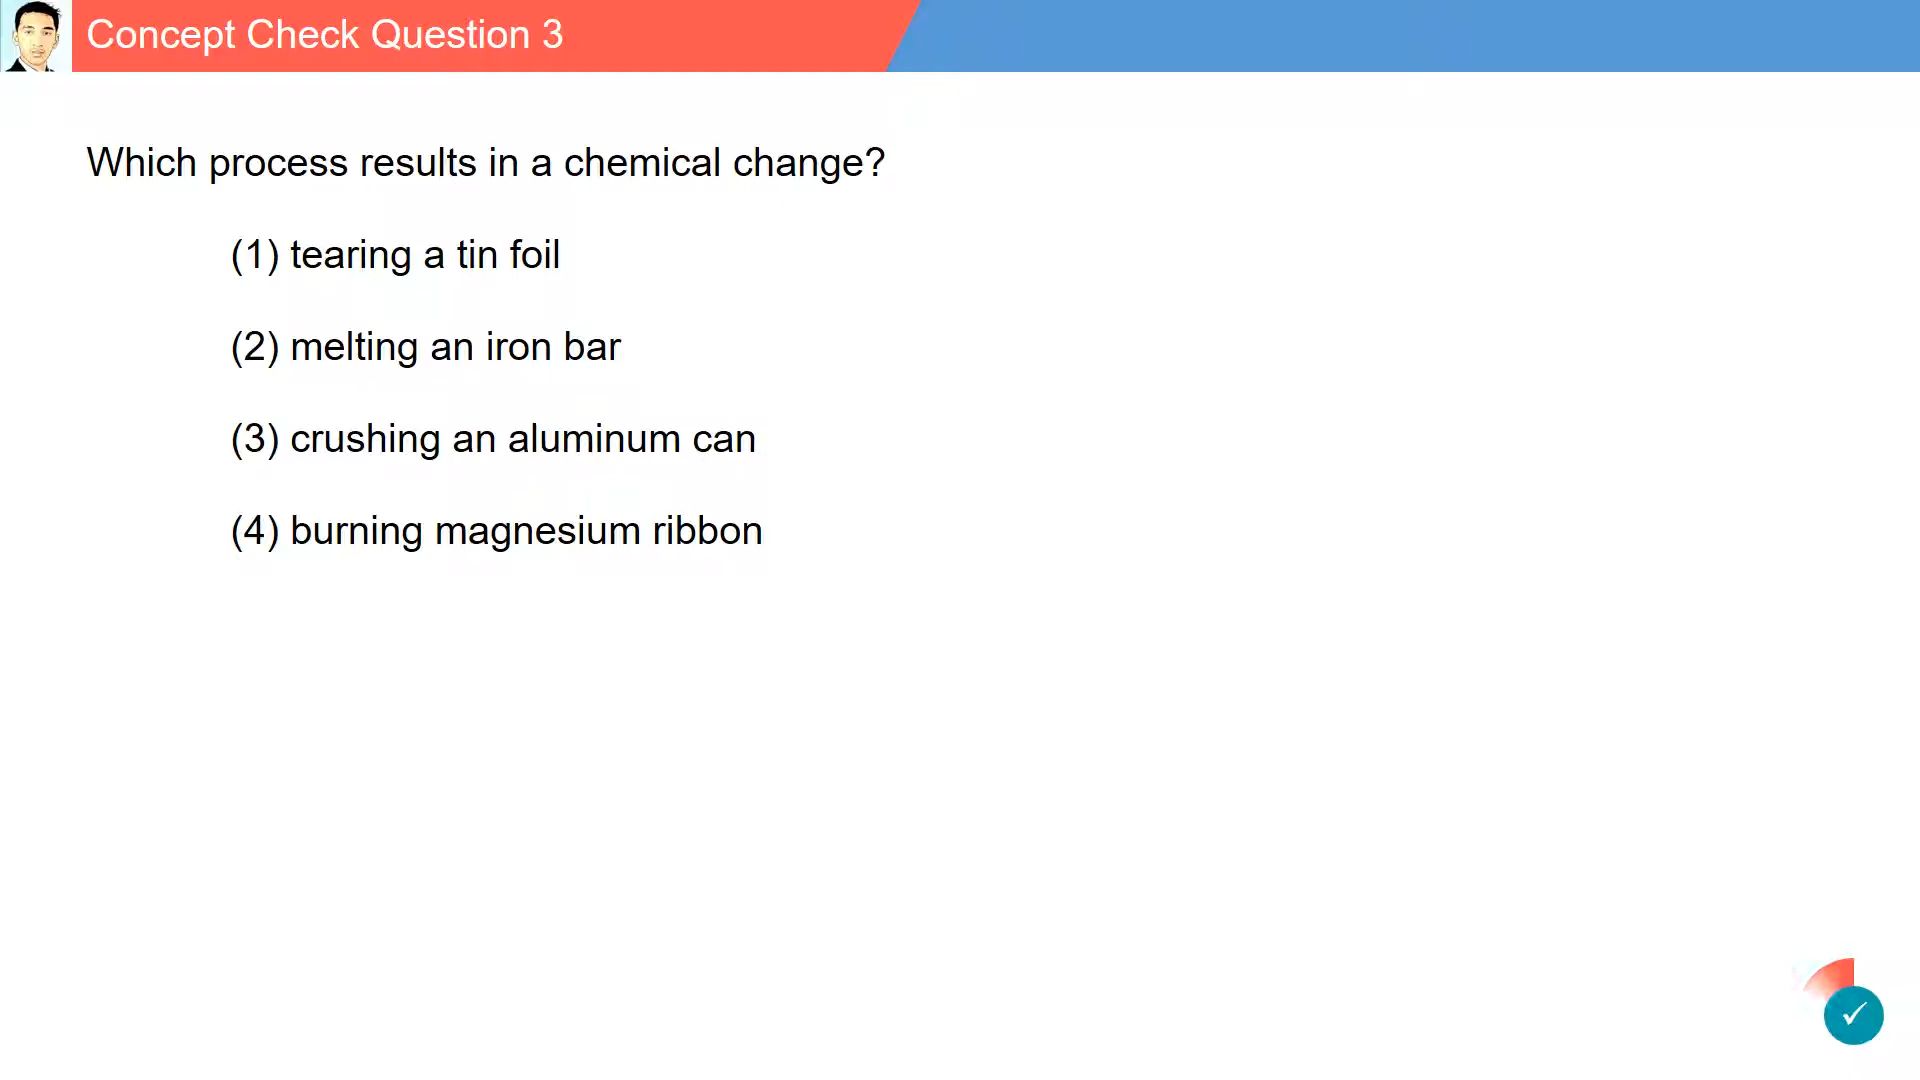 Concept Check Question 3
Which process results in a chemical change?
(1) tearing a tin foil
(2) melting an iron bar
(3) crushing an aluminum can
(4) burning magnesium ribbon